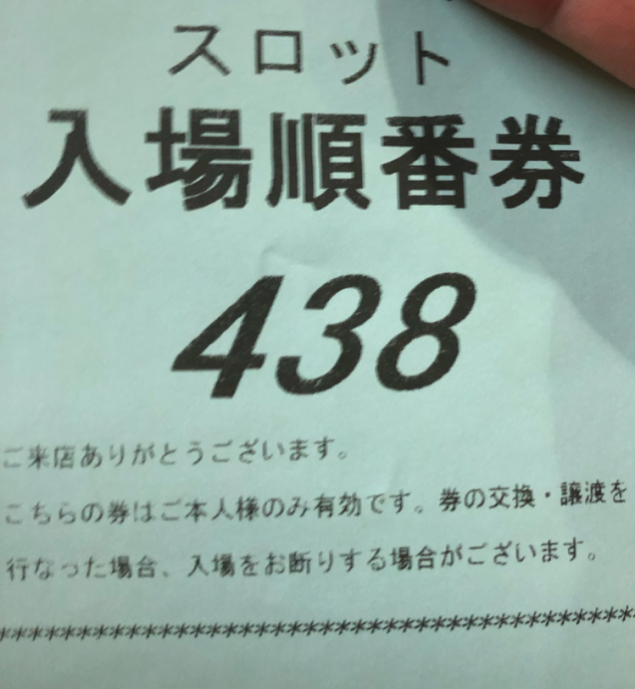 スロット
入場順番券
438
ご来店ありがとうございます。
こちらの券はご本人様のみ有効です。券の交換・譲渡を
行なった場合、入場をお断りする場合がございます。
****************************************